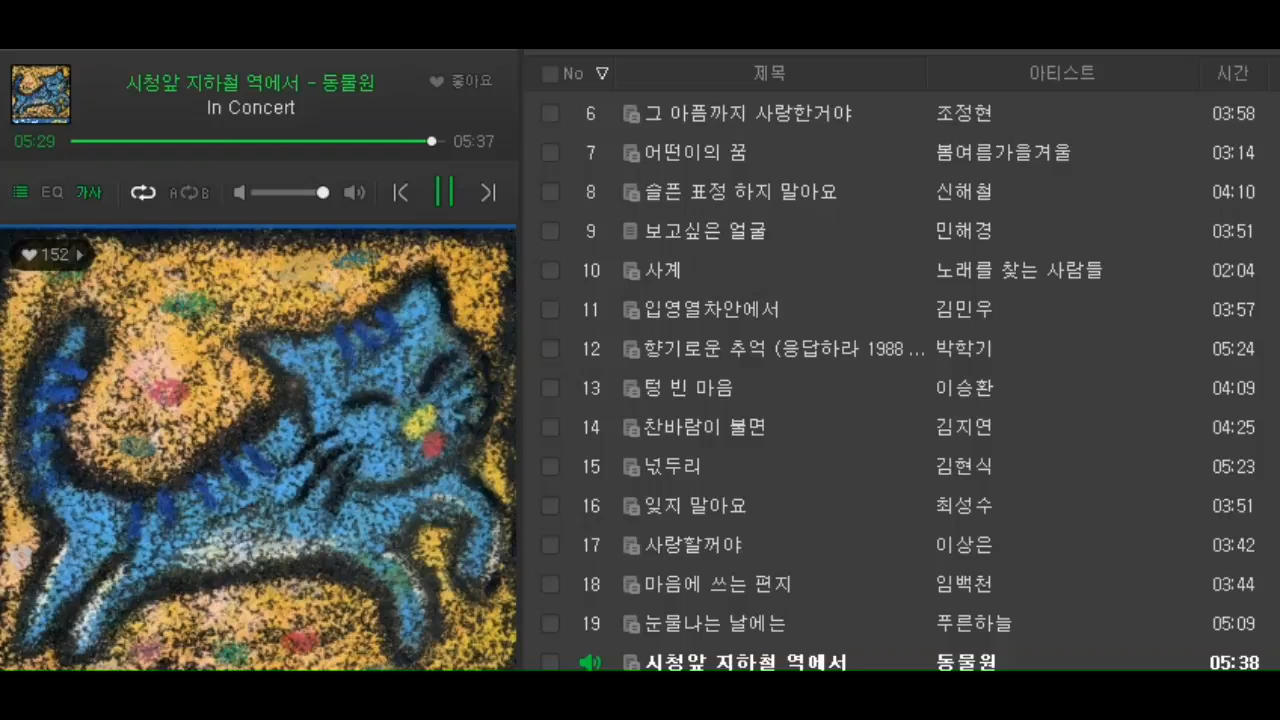 시청앞 지하철 역에서 - 동물원
좋아요
In Concert
05:29
05:37
EQ 가사 A B
152
No 제목 아티스트 시간
6 그 아픔까지 사랑한거야 조정현 03:58
7 어떤이의 꿈 봄여름가을겨울 03:14
8 슬픈 표정 하지 말아요 신해철 04:10
9 보고싶은 얼굴 민해경 03:51
10 사계 노래를 찾는 사람들 02:04
11 입영열차안에서 김민우 03:57
12 향기로운 추억 (응답하라 1988 ... 박학기 05:24
13 텅 빈 마음 이승환 04:09
14 찬바람이 불면 김지연 04:25
15 넋두리 김현식 05:23
16 잊지 말아요 최성수 03:51
17 사랑할꺼야 이상은 03:42
18 마음에 쓰는 편지 임백천 03:44
19 눈물나는 날에는 푸른하늘 05:09
시청앞 지하철 역에서 동물원 05:38